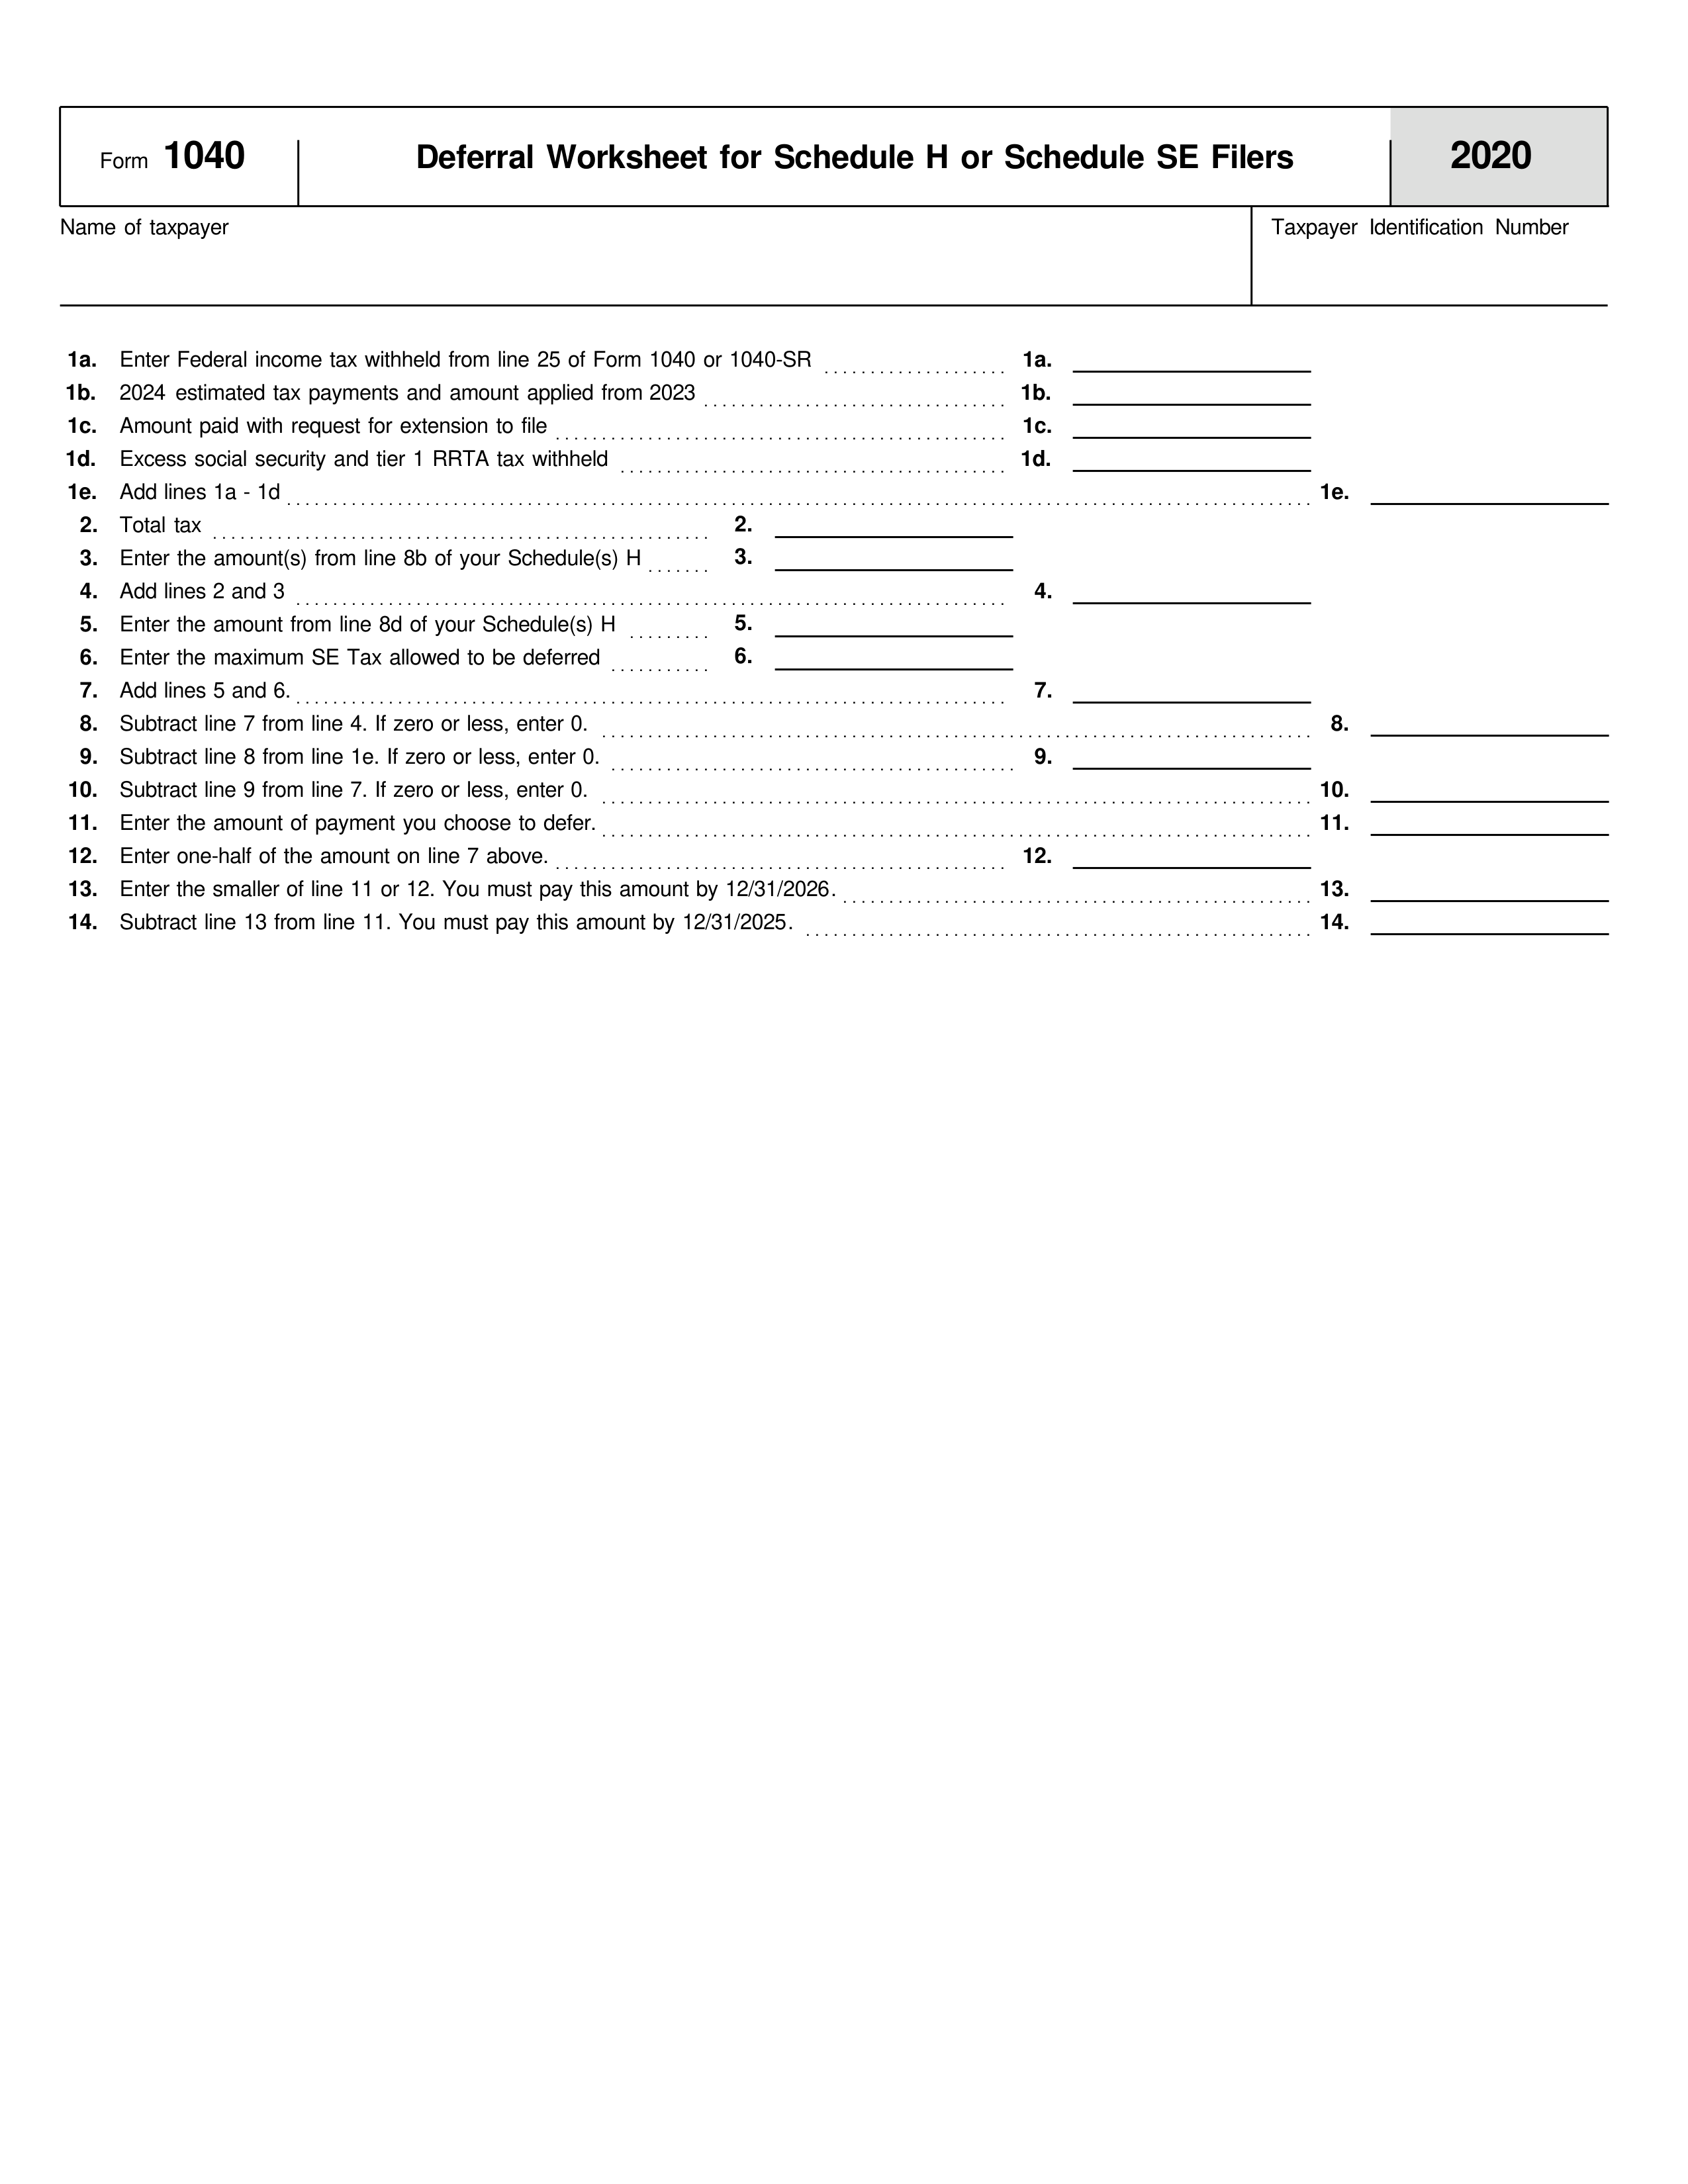 Form 1040 Deferral Worksheet for Schedule H or Schedule SE Filers 2020
Name of taxpayer Taxpayer Identification Number
1a. Enter Federal income tax withheld from line 25 of Form 1040 or 1040-SR 1a.
1b. 2024 estimated tax payments and amount applied from 2023 1b.
1c. Amount paid with request for extension to file 1c.
1d. Excess social security and tier 1 RRTA tax withheld 1d.
1e. Add lines 1a - 1d 1e.
2. Total tax 2.
3. Enter the amount(s) from line 8b of your Schedule(s) H 3.
4. Add lines 2 and 3 4.
5. Enter the amount from line 8d of your Schedule(s) H 5.
6. Enter the maximum SE Tax allowed to be deferred 6.
7. Add lines 5 and 6. 7.
8. Subtract line 7 from line 4. If zero or less, enter 0. 8.
9. Subtract line 8 from line 1e. If zero or less, enter 0. 9.
10. Subtract line 9 from line 7. If zero or less, enter 0. 10.
11. Enter the amount of payment you choose to defer. 11.
12. Enter one-half of the amount on line 7 above. 12.
13. Enter the smaller of line 11 or 12. You must pay this amount by 12/31/2026. 13.
14. Subtract line 13 from line 11. You must pay this amount by 12/31/2025. 14.